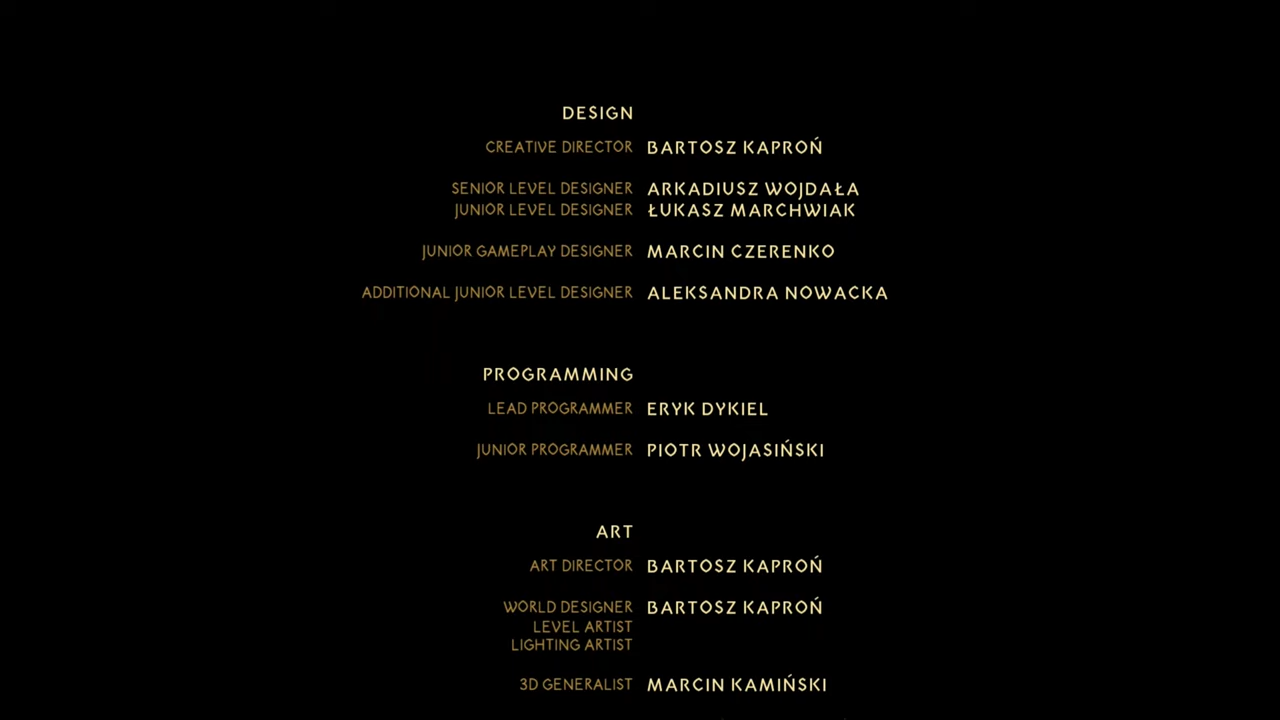 DESIGN
CREATIVE DIRECTOR BARTOSZ KAPROŃ
SENIOR LEVEL DESIGNER ARKADIUSZ WOJDAŁA
JUNIOR LEVEL DESIGNER ŁUKASZ MARCHWIAK
JUNIOR GAMEPLAY DESIGNER MARCIN CZERENKO
ADDITIONAL JUNIOR LEVEL DESIGNER ALEKSANDRA NOWACKA
PROGRAMMING
LEAD PROGRAMMER ERYK DYKIEL
JUNIOR PROGRAMMER PIOTR WOJASIŃSKI
ART
ART DIRECTOR BARTOSZ KAPROŃ
WORLD DESIGNER BARTOSZ KAPROŃ
LEVEL ARTIST
LIGHTING ARTIST
3D GENERALIST MARCIN KAMIŃSKI